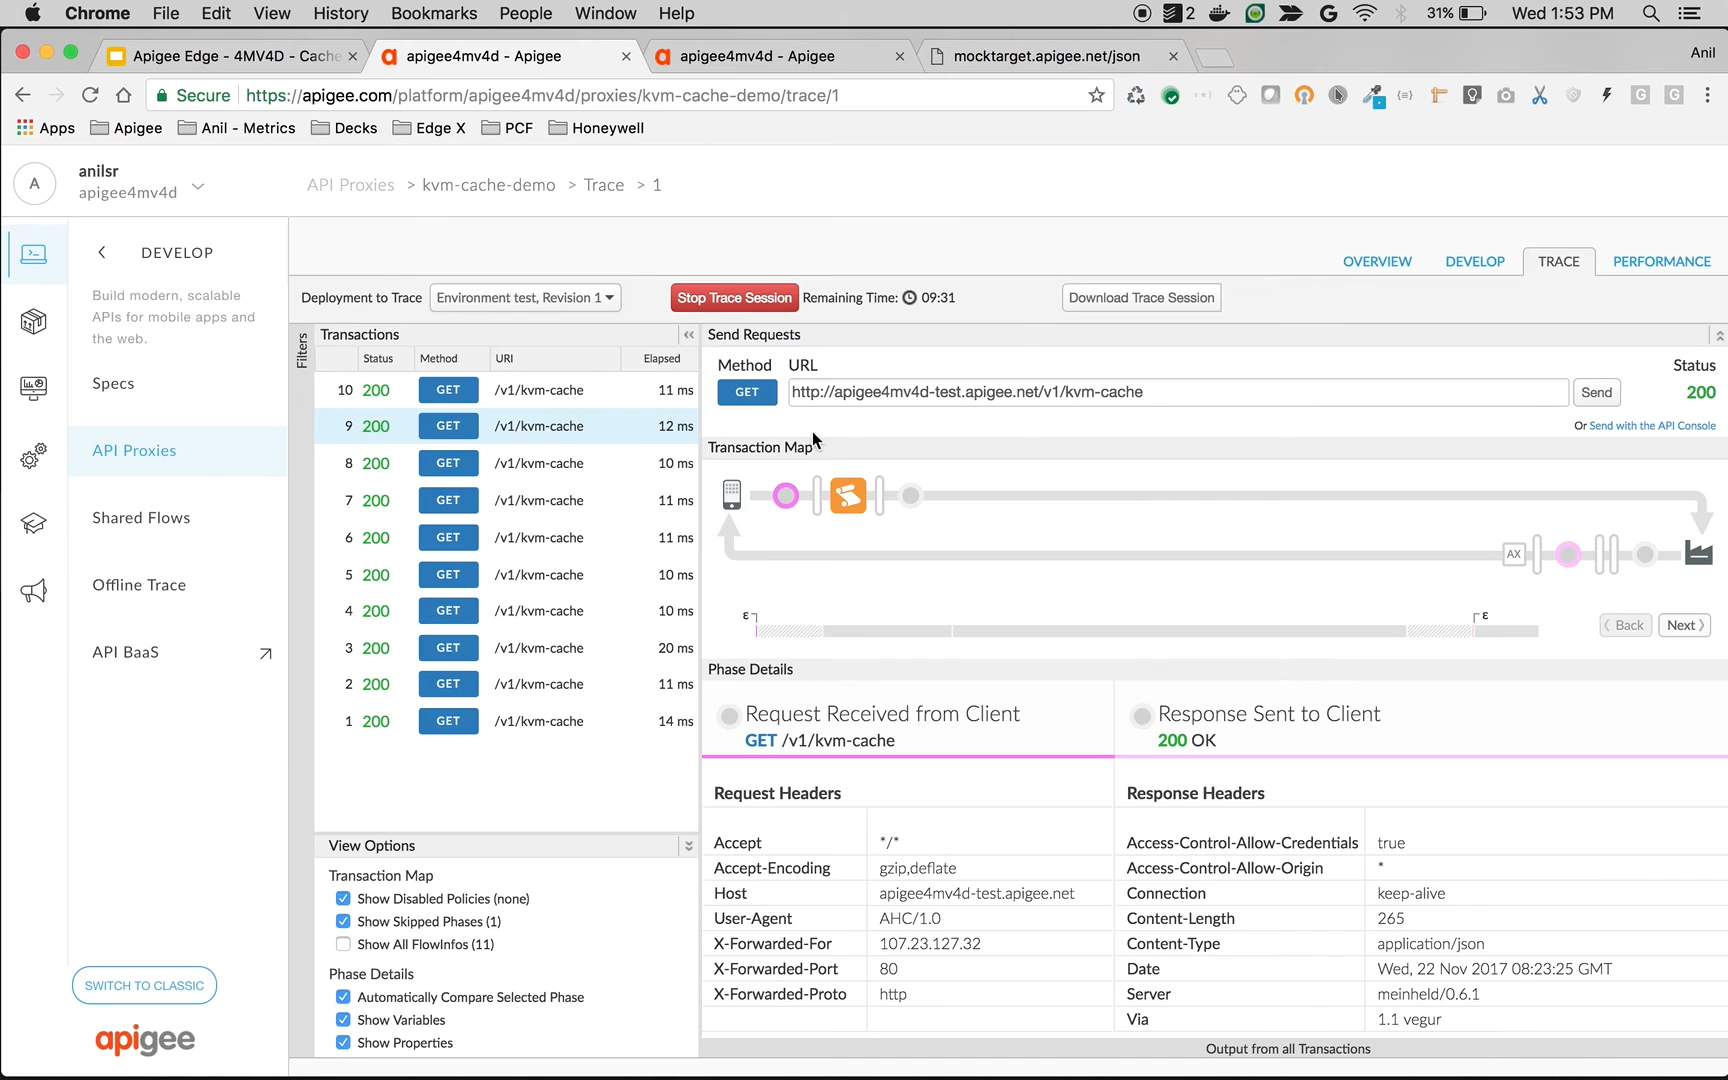 Chrome File Edit View History Bookmarks People Window Help 2 31% Wed 1:53 PM
Apigee Edge - 4MV4D - Cache apigee4mv4d - Apigee apigee4mv4d - Apigee mocktarget.apigee.net/json Anil
Secure https://apigee.com/platform/apigee4mv4d/proxies/kvm-cache-demo/trace/1
Apps Apigee Anil - Metrics Decks Edge X PCF Honeywell
A
anilsr
apigee4mv4d
API Proxies > kvm-cache-demo > Trace > 1
DEVELOP
Build modern, scalable
APIs for mobile apps and
the web.
Specs
API Proxies
Shared Flows
Offline Trace
API BaaS
SWITCH TO CLASSIC
apigee
OVERVIEW DEVELOP TRACE PERFORMANCE
Deployment to Trace Environment test, Revision 1 Stop Trace Session Remaining Time: 09:31 Download Trace Session
Filters
Transactions
Status Method URI Elapsed
10 200 GET /v1/kvm-cache 11 ms
9 200 GET /v1/kvm-cache 12 ms
8 200 GET /v1/kvm-cache 10 ms
7 200 GET /v1/kvm-cache 11 ms
6 200 GET /v1/kvm-cache 11 ms
5 200 GET /v1/kvm-cache 10 ms
4 200 GET /v1/kvm-cache 10 ms
3 200 GET /v1/kvm-cache 20 ms
2 200 GET /v1/kvm-cache 11 ms
1 200 GET /v1/kvm-cache 14 ms
View Options
Transaction Map
Show Disabled Policies (none)
Show Skipped Phases (1)
Show All FlowInfos (11)
Phase Details
Automatically Compare Selected Phase
Show Variables
Show Properties
Send Requests
Method URL Status
GET http://apigee4mv4d-test.apigee.net/v1/kvm-cache Send 200
Or Send with the API Console
Transaction Map
AX
ε ε
Back Next
Phase Details
Request Received from Client
GET /v1/kvm-cache
Response Sent to Client
200 OK
Request Headers
Accept */*
Accept-Encoding gzip,deflate
Host apigee4mv4d-test.apigee.net
User-Agent AHC/1.0
X-Forwarded-For 107.23.127.32
X-Forwarded-Port 80
X-Forwarded-Proto http
Response Headers
Access-Control-Allow-Credentials true
Access-Control-Allow-Origin *
Connection keep-alive
Content-Length 265
Content-Type application/json
Date Wed, 22 Nov 2017 08:23:25 GMT
Server meinheld/0.6.1
Via 1.1 vegur
Output from all Transactions